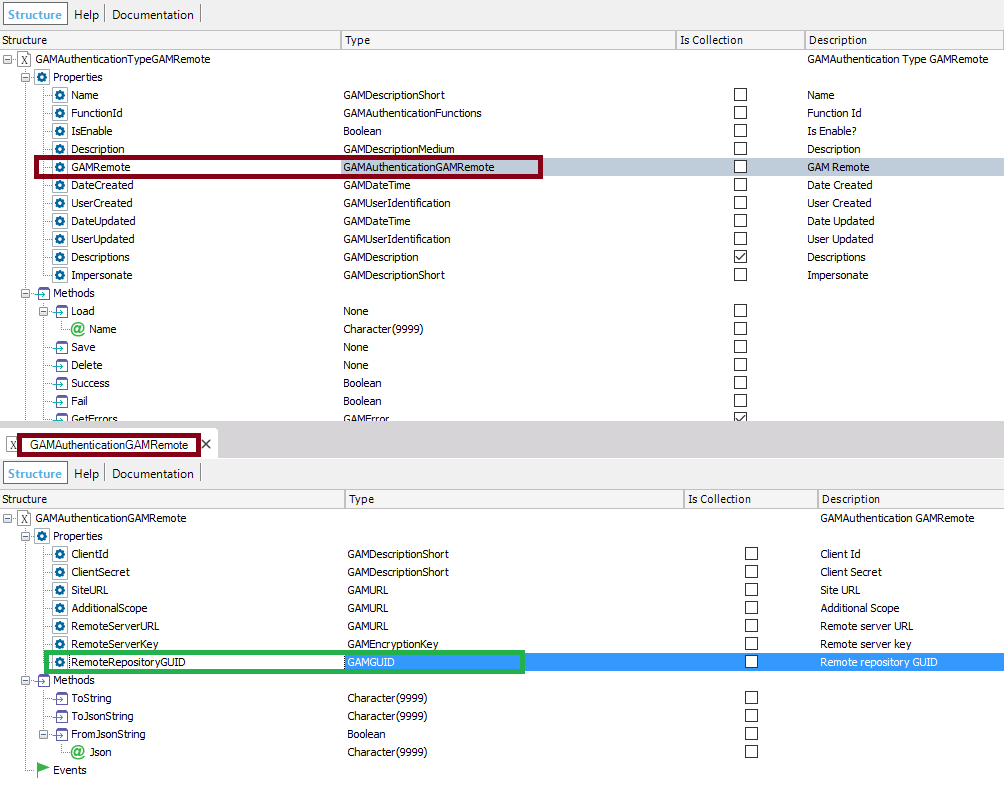 Structure Help Documentation
Structure Type Is Collection Description
GAMAuthenticationTypeGAMRemote GAMAuthentication Type GAMRemote
Properties
Name GAMDescriptionShort Name
FunctionId GAMAuthenticationFunctions Function Id
IsEnable Boolean Is Enable?
Description GAMDescriptionMedium Description
GAMRemote GAMAuthenticationGAMRemote GAM Remote
DateCreated GAMDateTime Date Created
UserCreated GAMUserIdentification User Created
DateUpdated GAMDateTime Date Updated
UserUpdated GAMUserIdentification User Updated
Descriptions GAMDescription Descriptions
Impersonate GAMDescriptionShort Impersonate
Methods
Load None
@ Name Character(9999)
Save None
Delete None
Success Boolean
Fail Boolean
GetErrors GAMError
X GAMAuthenticationGAMRemote
Structure Help Documentation
Structure Type Is Collection Description
GAMAuthenticationGAMRemote GAMAuthentication GAMRemote
Properties
ClientId GAMDescriptionShort Client Id
ClientSecret GAMDescriptionShort Client Secret
SiteURL GAMURL Site URL
AdditionalScope GAMURL Additional Scope
RemoteServerURL GAMURL Remote server URL
RemoteServerKey GAMEncryptionKey Remote server key
RemoteRepositoryGUID GAMGUID Remote repository GUID
Methods
ToString Character(9999)
ToJsonString Character(9999)
FromJsonString Boolean
@ Json Character(9999)
Events